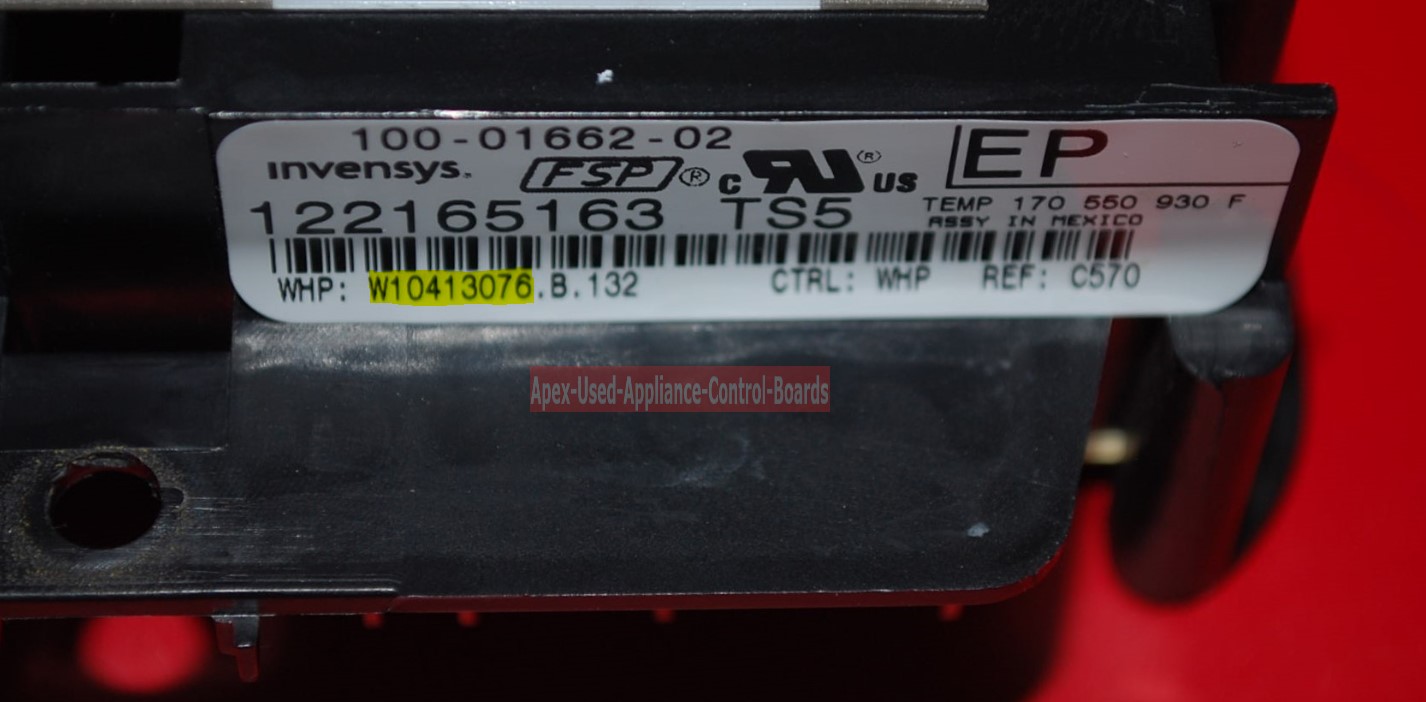 100-01662-02
invensys. FSP® c RU® US EP
122165163 TS5 TEMP 170 550 930 F
ASSY IN MEXICO
WHP: W10413076.B.132 CTRL: WHP REF: C570
Apex-Used-Appliance-Control-Boards